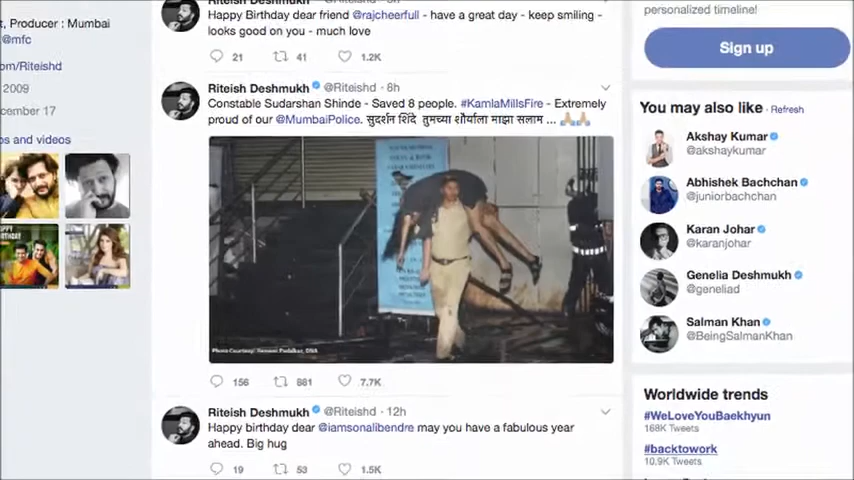 t, Producer : Mumbai
@mfc
om/Riteishd
2009
cember 17
os and videos
Riteish Deshmukh @Riteishd
Happy Birthday dear friend @rajcheerfull - have a great day - keep smiling -
looks good on you - much love
21 41 1.2K
Riteish Deshmukh @Riteishd · 8h
Constable Sudarshan Shinde - Saved 8 people. #KamlaMillsFire - Extremely
proud of our @MumbaiPolice. सुदर्शन शिंदे तुमच्या शौर्याला माझा सलाम ...
156 881 7.7K
Riteish Deshmukh @Riteishd · 12h
Happy birthday dear @iamsonalibendre may you have a fabulous year
ahead. Big hug
19 53 1.5K
personalized timeline!
Sign up
You may also like · Refresh
Akshay Kumar
@akshaykumar
Abhishek Bachchan
@juniorbachchan
Karan Johar
@karanjohar
Genelia Deshmukh
@geneliad
Salman Khan
@BeingSalmanKhan
Worldwide trends
#WeLoveYouBaekhyun
168K Tweets
#backtowork
10.9K Tweets